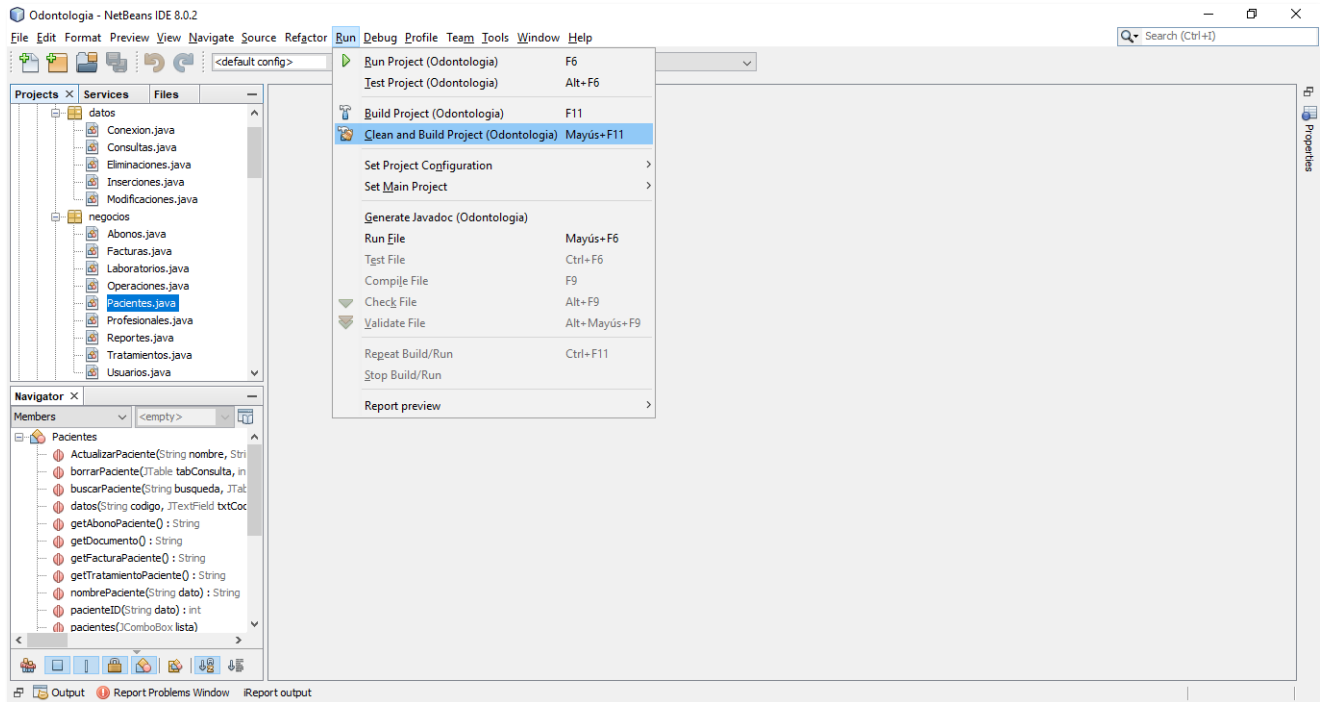 Odontologia - NetBeans IDE 8.0.2
File Edit Format Preview View Navigate Source Refactor Run Debug Profile Team Tools Window Help
Search (Ctrl+I)
<default config>
Run Project (Odontologia) F6
Test Project (Odontologia) Alt+F6
Build Project (Odontologia) F11
Clean and Build Project (Odontologia) Mayús+F11
Set Project Configuration
Set Main Project
Generate Javadoc (Odontologia)
Run File Mayús+F6
Test File Ctrl+F6
Compile File F9
Check File Alt+F9
Validate File Alt+Mayús+F9
Repeat Build/Run Ctrl+F11
Stop Build/Run
Report preview
Projects Services Files
datos
Conexion.java
Consultas.java
Eliminaciones.java
Inserciones.java
Modificaciones.java
negocios
Abonos.java
Facturas.java
Laboratorios.java
Operaciones.java
Pacientes.java
Profesionales.java
Reportes.java
Tratamientos.java
Usuarios.java
Navigator
Members <empty>
Pacientes
ActualizarPaciente(String nombre, Stri
borrarPaciente(JTable tabConsulta, in
buscarPaciente(String busqueda, JTab
datos(String codigo, JTextField txtCod
getAbonoPaciente() : String
getDocumento() : String
getFacturaPaciente() : String
getTratamientoPaciente() : String
nombrePaciente(String dato) : String
pacienteID(String dato) : int
pacientes(JComboBox lista)
Properties
Output Report Problems Window iReport output